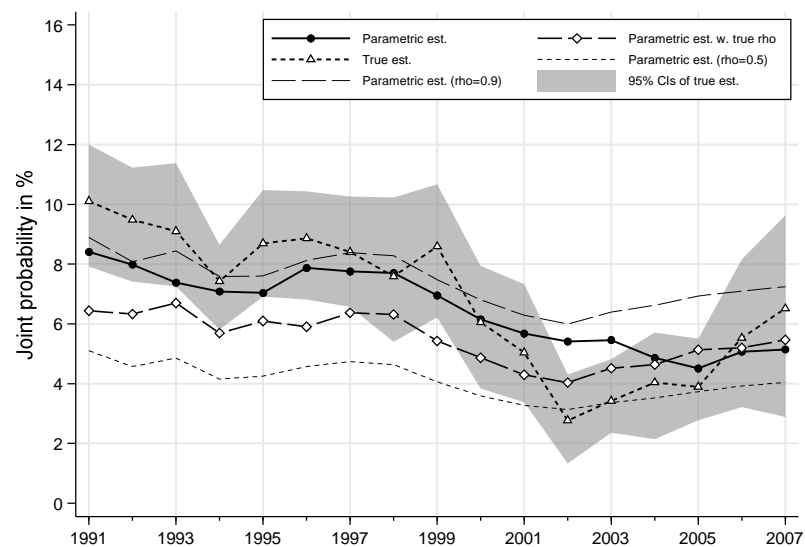 Parametric est.
Parametric est. w. true rho
True est.
Parametric est. (rho=0.5)
Parametric est. (rho=0.9)
95% CIs of true est.
Joint probability in %
16
14
12
10
8
6
4
2
0
1991 1993 1995 1997 1999 2001 2003 2005 2007